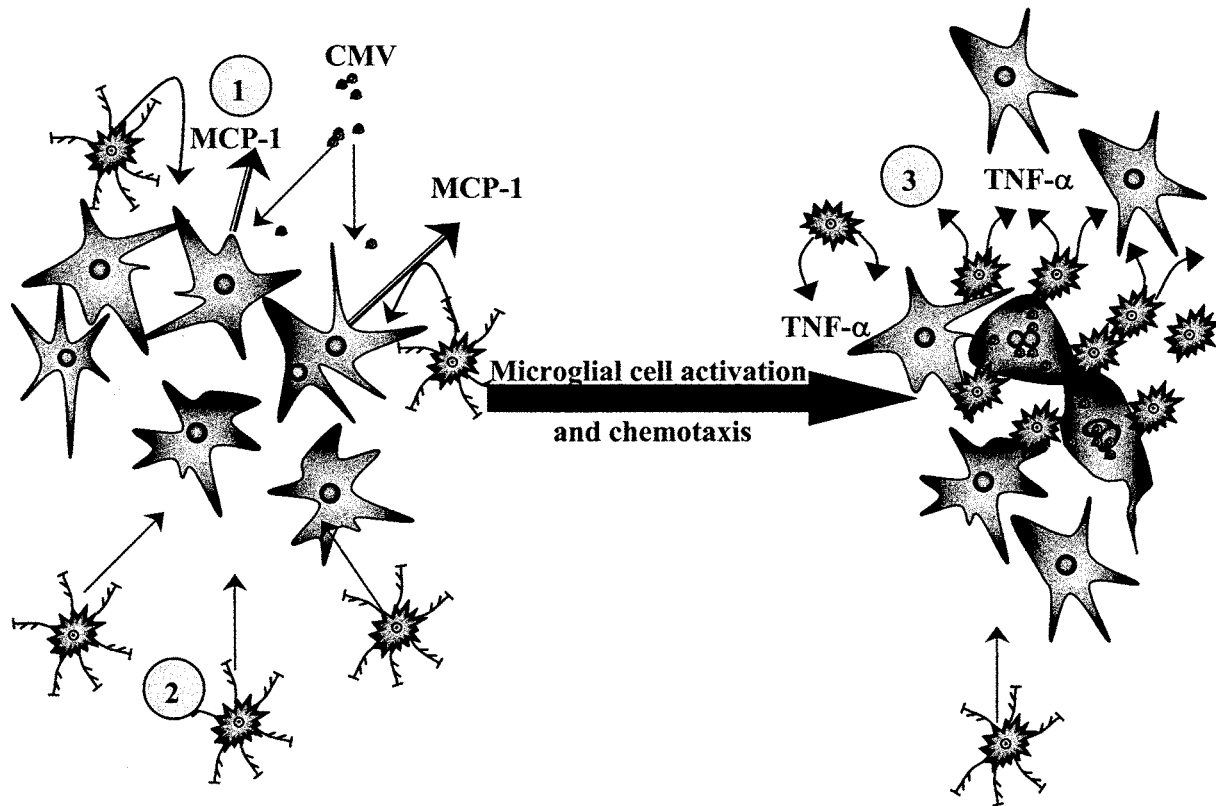 CMV
1
MCP-1
MCP-1
3
TNF-α
TNF-α
Microglial cell activation
and chemotaxis
2